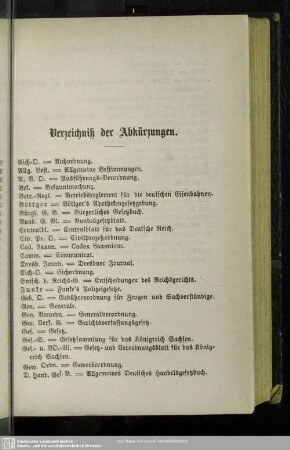 Verzeichniß der Abkürzungen.
Aich-O. = Aichordnung.
Allg. Best. = Allgemeine Bestimmungen.
A. V. O. = Ausführungs-Verordnung.
Bek. = Bekanntmachung.
Betr.-Regl. = Betriebsreglement für die deutschen Eisenbahnen.
Böttger = Böttger's Apothekengesetzgebung.
Bürgl. G. B. = Bürgerliches Gesetzbuch.
Bund. G. Bl. = Bundesgesetzblatt.
Centralbl. = Centralblatt für das Deutsche Reich.
Civ. Pr. O. = Civilprozeßordnung.
Cod. Saxon. = Codex Saxonicus.
Comm. = Communicat.
Dresd. Journ. = Dresdner Journal.
Eich-O. = Eichordnung.
Entsch. d. Reichs-G. = Entscheidungen des Reichsgerichts.
Funke = Funke's Polizeigesetze.
Geb. O. = Gebührenordnung für Zeugen und Sachverständige.
Gen. = Generale.
Gen. Verordn. = Generalverordnung.
Ger. Verf. G. = Gerichtsverfassungsgesetz.
Ges. = Gesetz.
Ges.-S. = Gesetzsammlung für das Königreich Sachsen.
Ges.- u. VO.-Bl. = Gesetz- und Verordnungsblatt für das König-
reich Sachsen.
Gew. Ordn. = Gewerbeordnung.
D. Hand. Ges.-B. = Allgemeines Deutsches Handelsgesetzbuch.